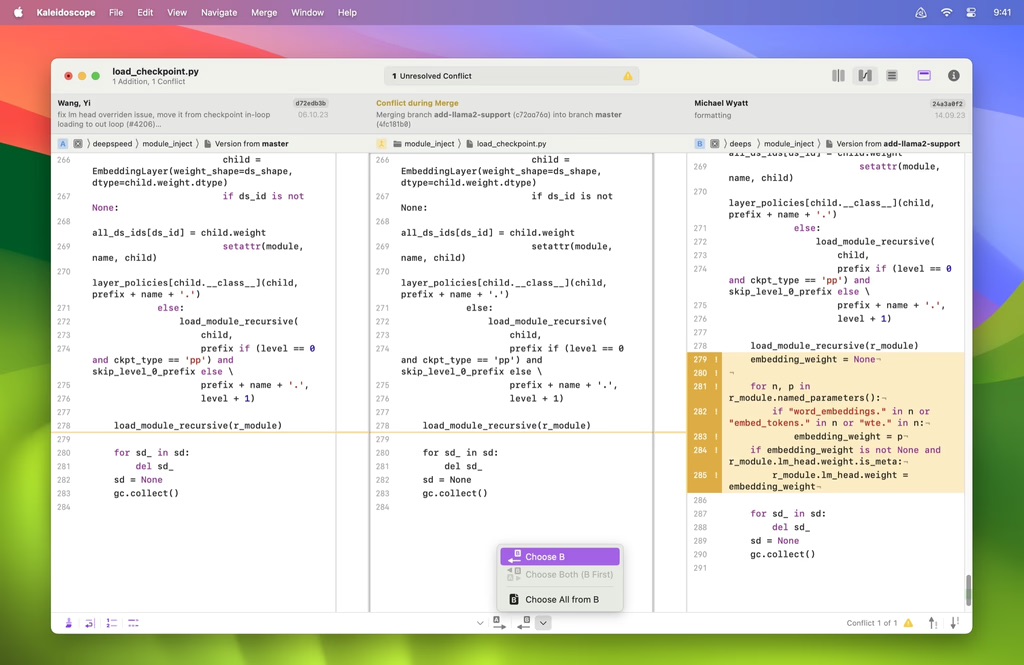 Kaleidoscope File Edit View Navigate Merge Window Help 9:41
load_checkpoint.py
1 Addition, 1 Conflict
1 Unresolved Conflict
Wang, Yi d72edb3b
fix lm head overriden issue, move it from checkpoint in-loop 06.10.23
loading to out loop (#4206)…
Conflict during Merge
Merging branch add-llama2-support (c72aa76a) into branch master
(4fc181b0)
Michael Wyatt 24a3a0f2
formatting 14.09.23
A 〉deepspeed 〉module_inject 〉 Version from master
module_inject 〉 load_checkpoint.py
B 〉deeps 〉module_inject 〉 Version from add-llama2-support
266 child =
EmbeddingLayer(weight_shape=ds_shape,
dtype=child.weight.dtype)
267 if ds_id is not
None:
268
all_ds_ids[ds_id] = child.weight
269 setattr(module,
name, child)
270
layer_policies[child.__class__](child,
prefix + name + '.')
271 else:
272 load_module_recursive(
273 child,
274 prefix if (level == 0
and ckpt_type == 'pp') and
skip_level_0_prefix else \
275 prefix + name + '.',
276 level + 1)
277
278 load_module_recursive(r_module)
279
280 for sd_ in sd:
281 del sd_
282 sd = None
283 gc.collect()
284
266 child =
EmbeddingLayer(weight_shape=ds_shape,
dtype=child.weight.dtype)
267 if ds_id is not
None:
268
all_ds_ids[ds_id] = child.weight
269 setattr(module,
name, child)
270
layer_policies[child.__class__](child,
prefix + name + '.')
271 else:
272 load_module_recursive(
273 child,
274 prefix if (level == 0
and ckpt_type == 'pp') and
skip_level_0_prefix else \
275 prefix + name + '.',
276 level + 1)
277
278 load_module_recursive(r_module)
279
280 for sd_ in sd:
281 del sd_
282 sd = None
283 gc.collect()
284
all_ds_ids[ds_id] = child.weight
269 setattr(module,
name, child)
270
layer_policies[child.__class__](child,
prefix + name + '.')
271 else:
272 load_module_recursive(
273 child,
274 prefix if (level == 0
and ckpt_type == 'pp') and
skip_level_0_prefix else \
275 prefix + name + '.',
276 level + 1)
277
278 load_module_recursive(r_module)
279 ! embedding_weight = None¬
280 ! ¬
281 ! for n, p in
r_module.named_parameters():¬
282 ! if "word_embeddings." in n or
"embed_tokens." in n or "wte." in n:¬
283 ! embedding_weight = p¬
284 ! if embedding_weight is not None and
r_module.lm_head.weight.is_meta:¬
285 ! r_module.lm_head.weight =
embedding_weight¬
286
287 for sd_ in sd:
288 del sd_
289 sd = None
290 gc.collect()
291
Choose B
Choose Both (B First)
Choose All from B
A B
Conflict 1 of 1